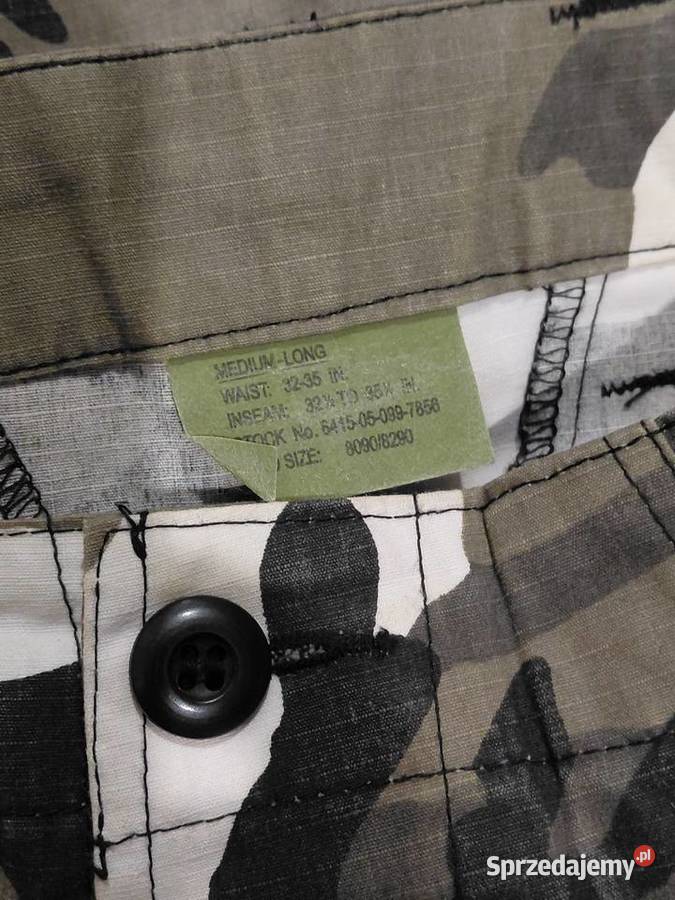 MEDIUM-LONG
WAIST: 32-35 IN.
INSEAM: 32½ TO 35½ IN.
STOCK No. 8415-05-099-7856
SIZE: 8090/8290
Sprzedajemy.pl